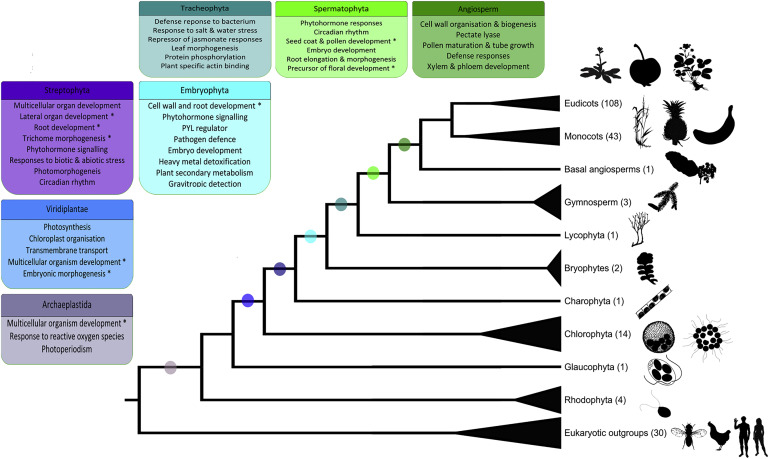 Tracheophyta
Defense reponse to bacterium
Response to salt & water stress
Repressor of jasmonate responses
Leaf morphogenesis
Protein phosphorylation
Plant specific actin binding
Spermatophyta
Phytohormone responses
Circadian rhythm
Seed coat & pollen development *
Embryo development
Root elongation & morphogenesis
Precursor of floral development *
Angiosperm
Cell wall organisation & biogenesis
Pectate lyase
Pollen maturation & tube growth
Defense responses
Xylem & phloem development
Streptophyta
Multicellular organ development
Lateral organ development *
Root development *
Trichome morphogenesis *
Phytohormone signalling
Responses to biotic & abiotic stress
Photomorphogeneis
Circadian rhythm
Embryophyta
Cell wall and root development *
Phytohormone signalling
PYL regulator
Pathogen defence
Embryo development
Heavy metal detoxification
Plant secondary metabolism
Gravitropic detection
Viridiplantae
Photosynthesis
Chloroplast organisation
Transmembrane transport
Multicellular organism development *
Embryonic morphogenesis *
Archaeplastida
Multicellular organism development *
Response to reactive oxygen species
Photoperiodism
Eudicots (108)
Monocots (43)
Basal angiosperms (1)
Gymnosperm (3)
Lycophyta (1)
Bryophytes (2)
Charophyta (1)
Chlorophyta (14)
Glaucophyta (1)
Rhodophyta (4)
Eukaryotic outgroups (30)